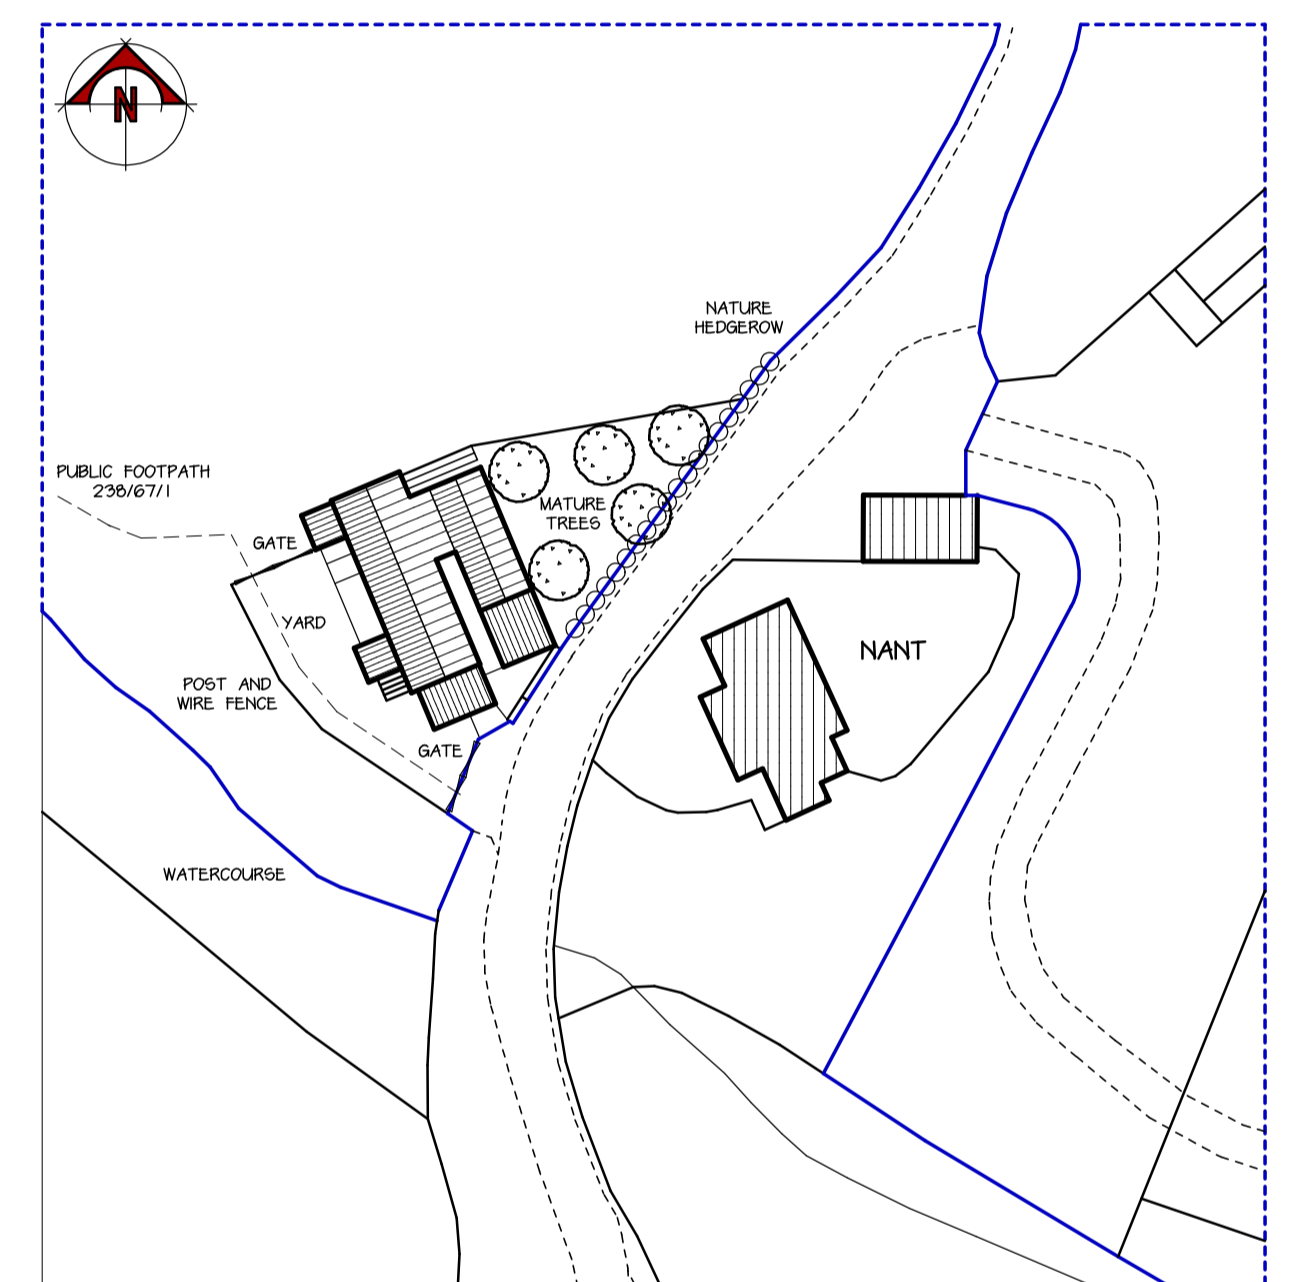 N
NATURE
HEDGEROW
PUBLIC FOOTPATH
238/67/1
MATURE
TREES
GATE
YARD
NANT
POST AND
WIRE FENCE
GATE
WATERCOURSE